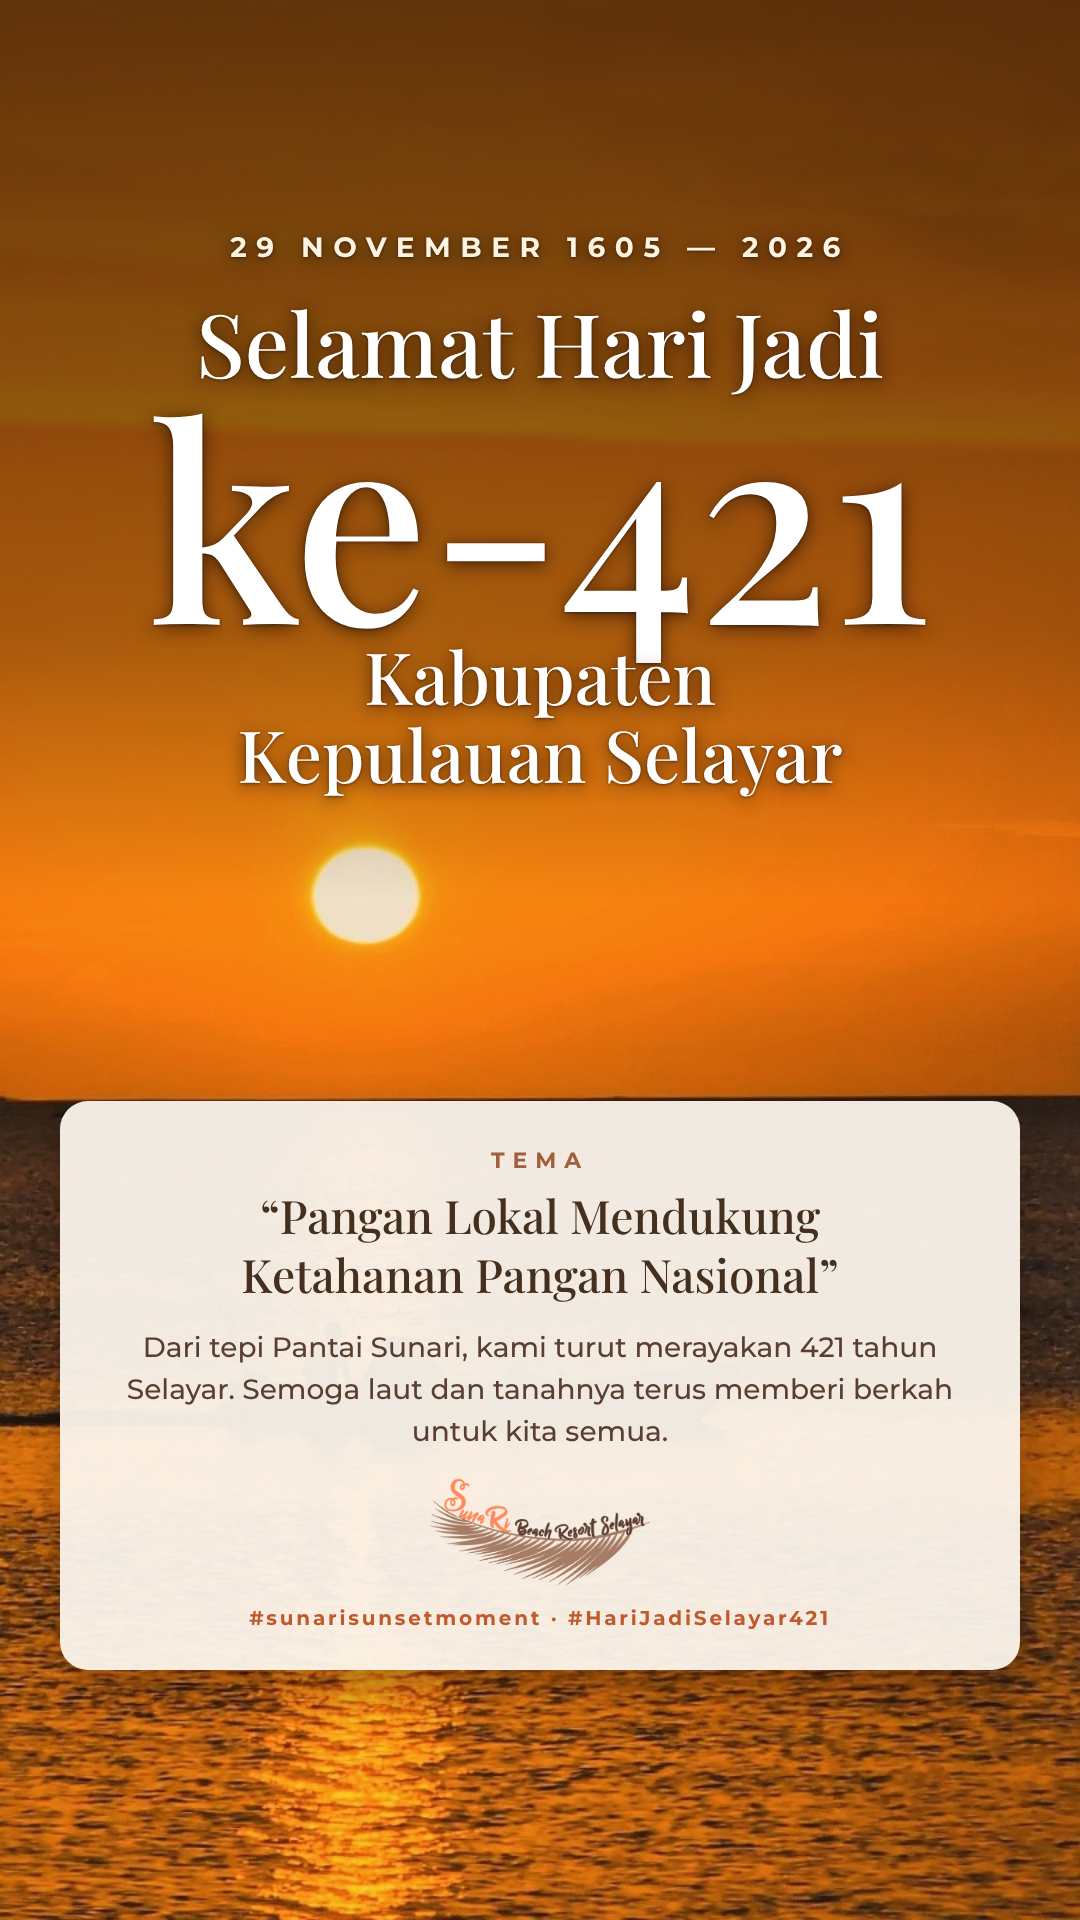 29 NOVEMBER 1605 — 2026
Selamat Hari Jadi
ke-421
Kabupaten
Kepulauan Selayar
TEMA
“Pangan Lokal Mendukung
Ketahanan Pangan Nasional”
Dari tepi Pantai Sunari, kami turut merayakan 421 tahun
Selayar. Semoga laut dan tanahnya terus memberi berkah
untuk kita semua.
SunaRi Beach Resort Selayar
#sunarisunsetmoment · #HariJadiSelayar421